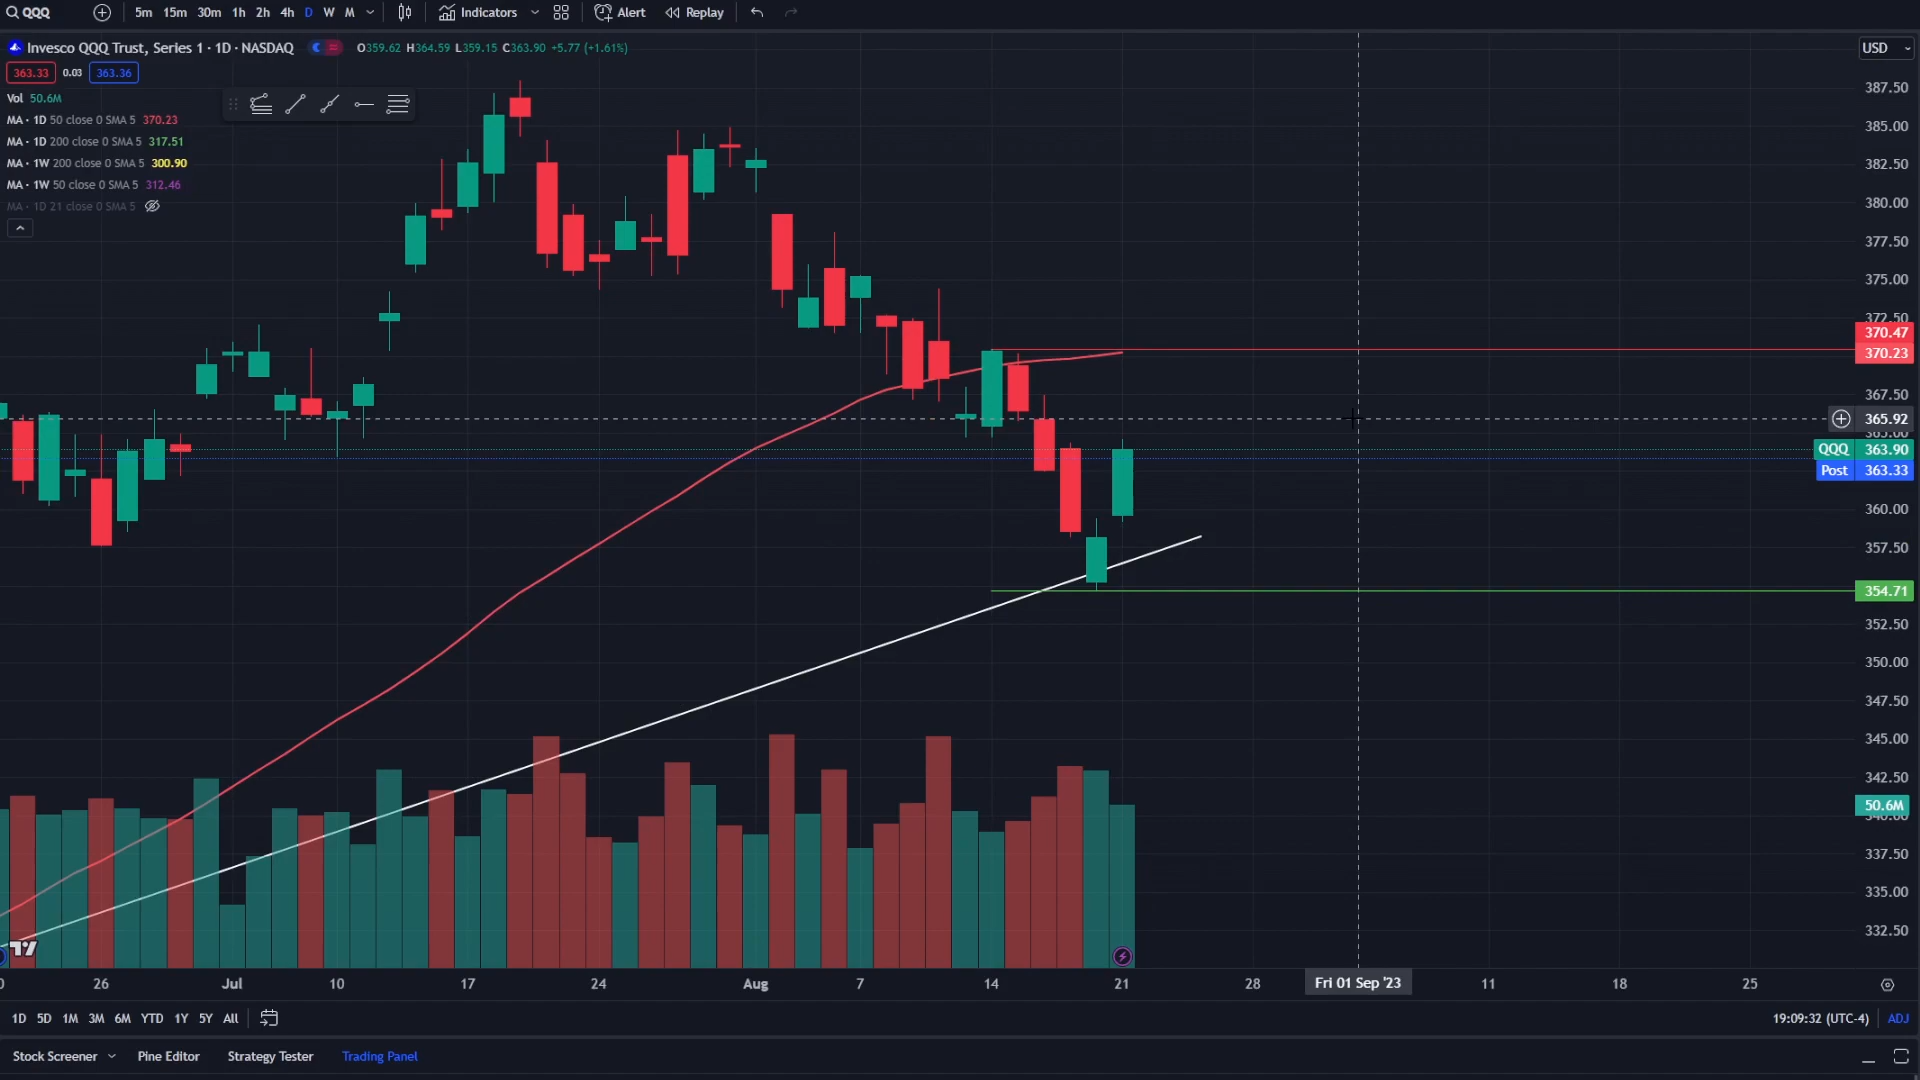 QQQ 5m 15m 30m 1h 2h 4h D W M Indicators Alert Replay
Invesco QQQ Trust, Series 1 · 1D · NASDAQ O359.62 H364.59 L359.15 C363.90 +5.77 (+1.61%) USD
363.33 0.03 363.36
Vol 50.6M
MA · 1D 50 close 0 SMA 5 370.23
MA · 1D 200 close 0 SMA 5 317.51
MA · 1W 200 close 0 SMA 5 300.90
MA · 1W 50 close 0 SMA 5 312.46
MA · 1D 21 close 0 SMA 5
387.50
385.00
382.50
380.00
377.50
375.00
372.50
370.47
370.23
367.50
365.92
365.00
QQQ 363.90
Post 363.33
360.00
357.50
354.71
352.50
350.00
347.50
345.00
342.50
50.6M
340.00
337.50
335.00
332.50
26 Jul 10 17 24 Aug 7 14 21 28 Fri 01 Sep '23 11 18 25
1D 5D 1M 3M 6M YTD 1Y 5Y All 19:09:32 (UTC-4) ADJ
Stock Screener Pine Editor Strategy Tester Trading Panel